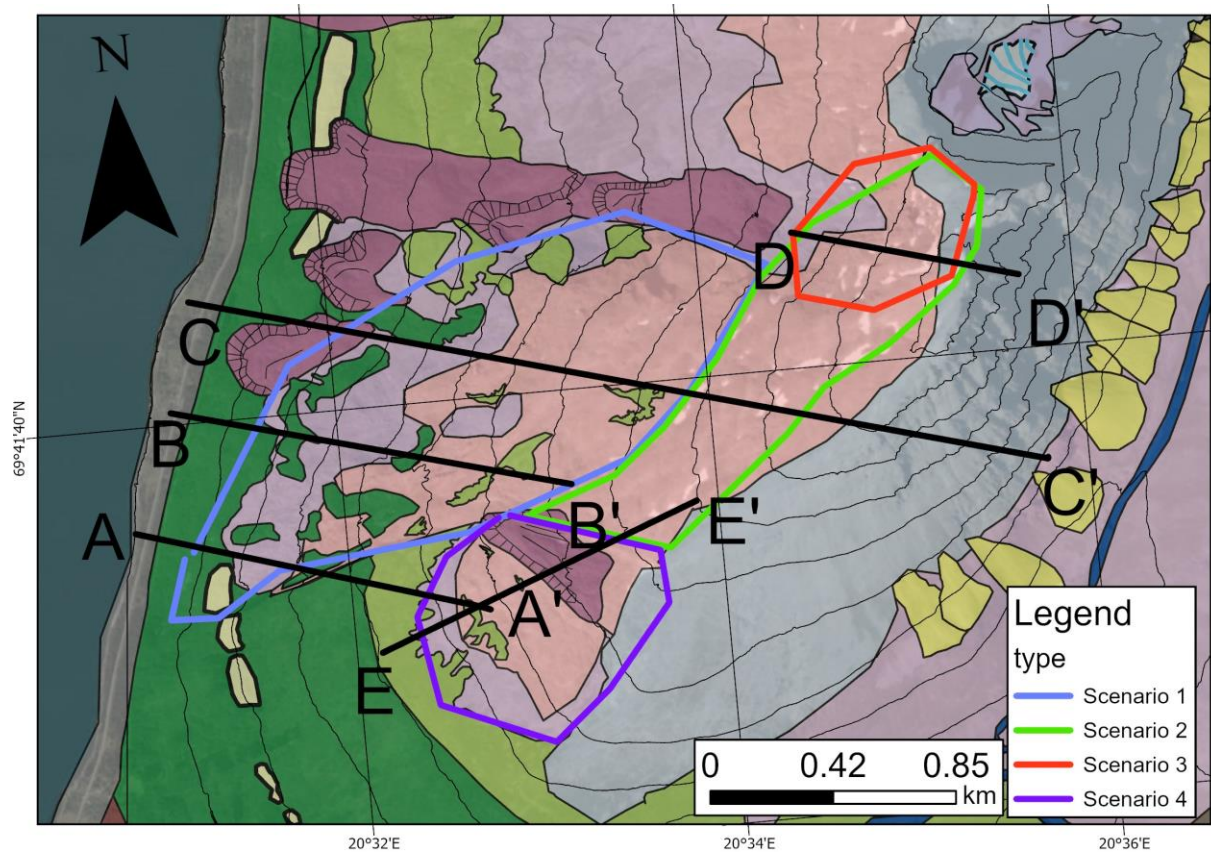 N
D
C
D'
69°41'40"N
B
C'
B'
E'
A
A'
E
Legend
type
Scenario 1
Scenario 2
Scenario 3
Scenario 4
0 0.42 0.85
km
20°32'E 20°34'E 20°36'E